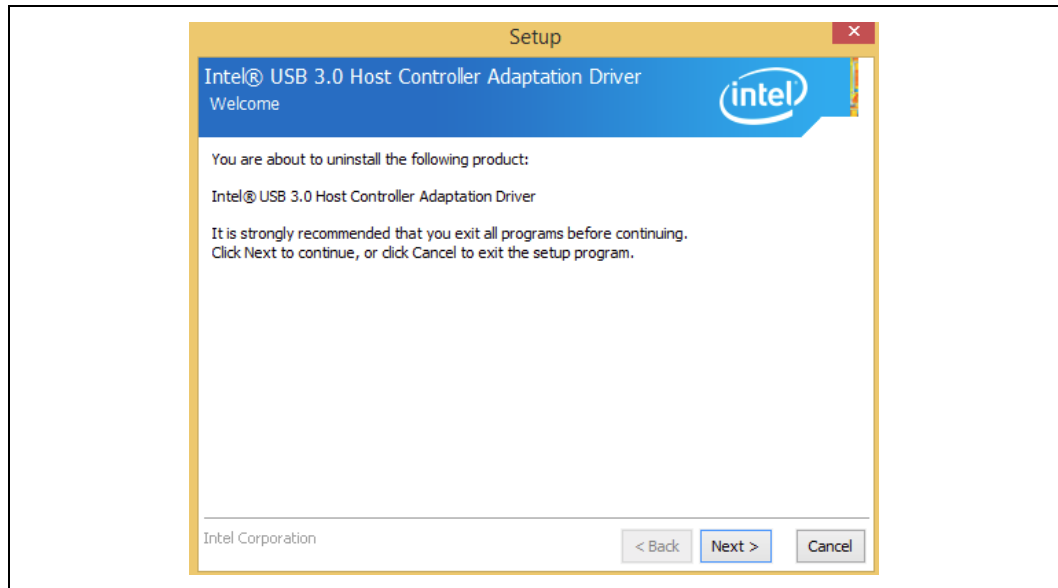 Setup
Intel® USB 3.0 Host Controller Adaptation Driver
Welcome
intel
You are about to uninstall the following product:
Intel® USB 3.0 Host Controller Adaptation Driver
It is strongly recommended that you exit all programs before continuing.
Click Next to continue, or click Cancel to exit the setup program.
Intel Corporation
< Back Next > Cancel